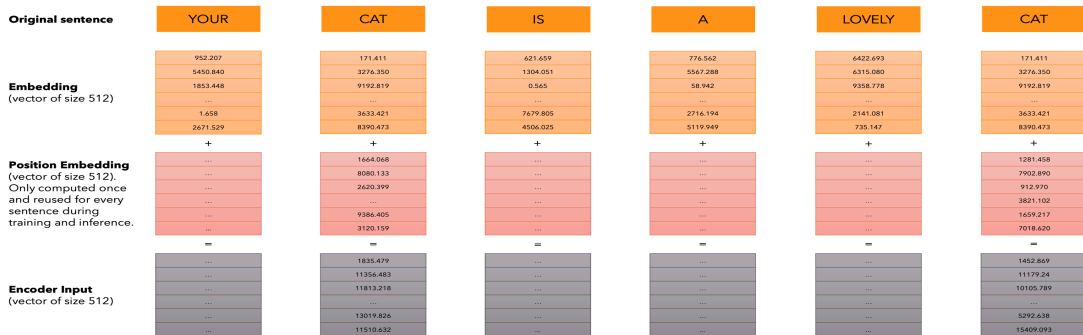 Original sentence YOUR CAT IS A LOVELY CAT
Embedding
(vector of size 512)
952.207 171.411 621.659 776.562 6422.693 171.411
5450.840 3276.350 1304.051 5567.288 6315.080 3276.350
1853.448 9192.819 0.565 58.942 9358.778 9192.819
... ... ... ... ... ...
1.658 3633.421 7679.805 2716.194 2141.081 3633.421
2671.529 8390.473 4506.025 5119.949 735.147 8390.473
+ + + + + +
Position Embedding
(vector of size 512).
Only computed once
and reused for every
sentence during
training and inference.
... 1664.068 ... ... ... 1281.458
... 8080.133 ... ... ... 7902.890
... 2620.399 ... ... ... 912.970
... ... ... ... ... 3821.102
... 9386.405 ... ... ... 1659.217
... 3120.159 ... ... ... 7018.620
= = = = = =
Encoder Input
(vector of size 512)
... 1835.479 ... ... ... 1452.869
... 11356.483 ... ... ... 11179.24
... 11813.218 ... ... ... 10105.789
... ... ... ... ... ...
... 13019.826 ... ... ... 5292.638
... 11510.632 ... ... ... 15409.093